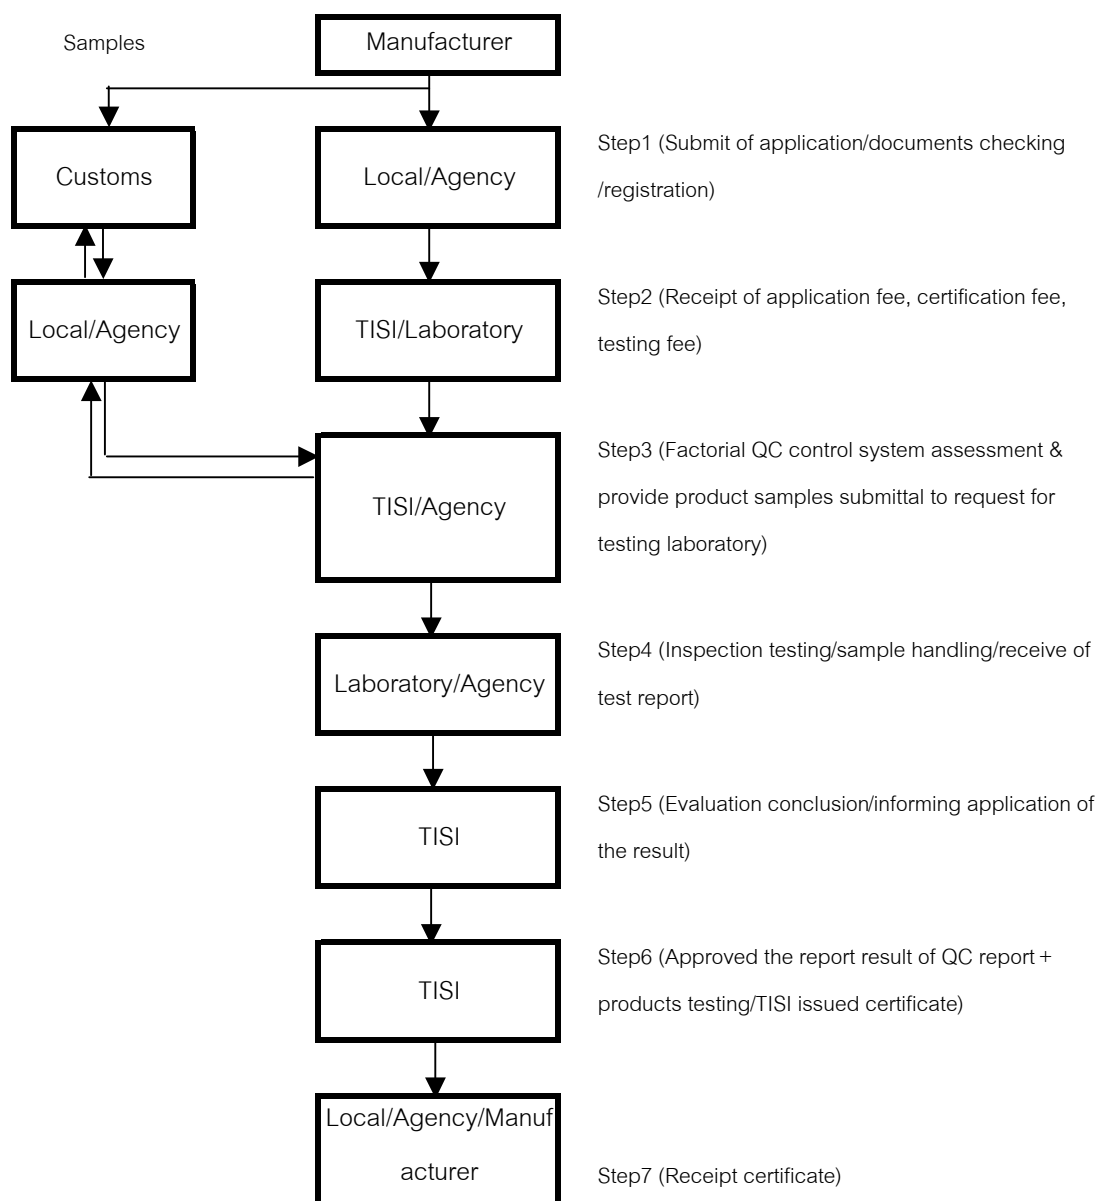 Samples
Manufacturer
Customs
Local/Agency
Step1 (Submit of application/documents checking
/registration)
Local/Agency
TISI/Laboratory
Step2 (Receipt of application fee, certification fee,
testing fee)
TISI/Agency
Step3 (Factorial QC control system assessment &
provide product samples submittal to request for
testing laboratory)
Laboratory/Agency
Step4 (Inspection testing/sample handling/receive of
test report)
TISI
Step5 (Evaluation conclusion/informing application of
the result)
TISI
Step6 (Approved the report result of QC report +
products testing/TISI issued certificate)
Local/Agency/Manuf
acturer
Step7 (Receipt certificate)